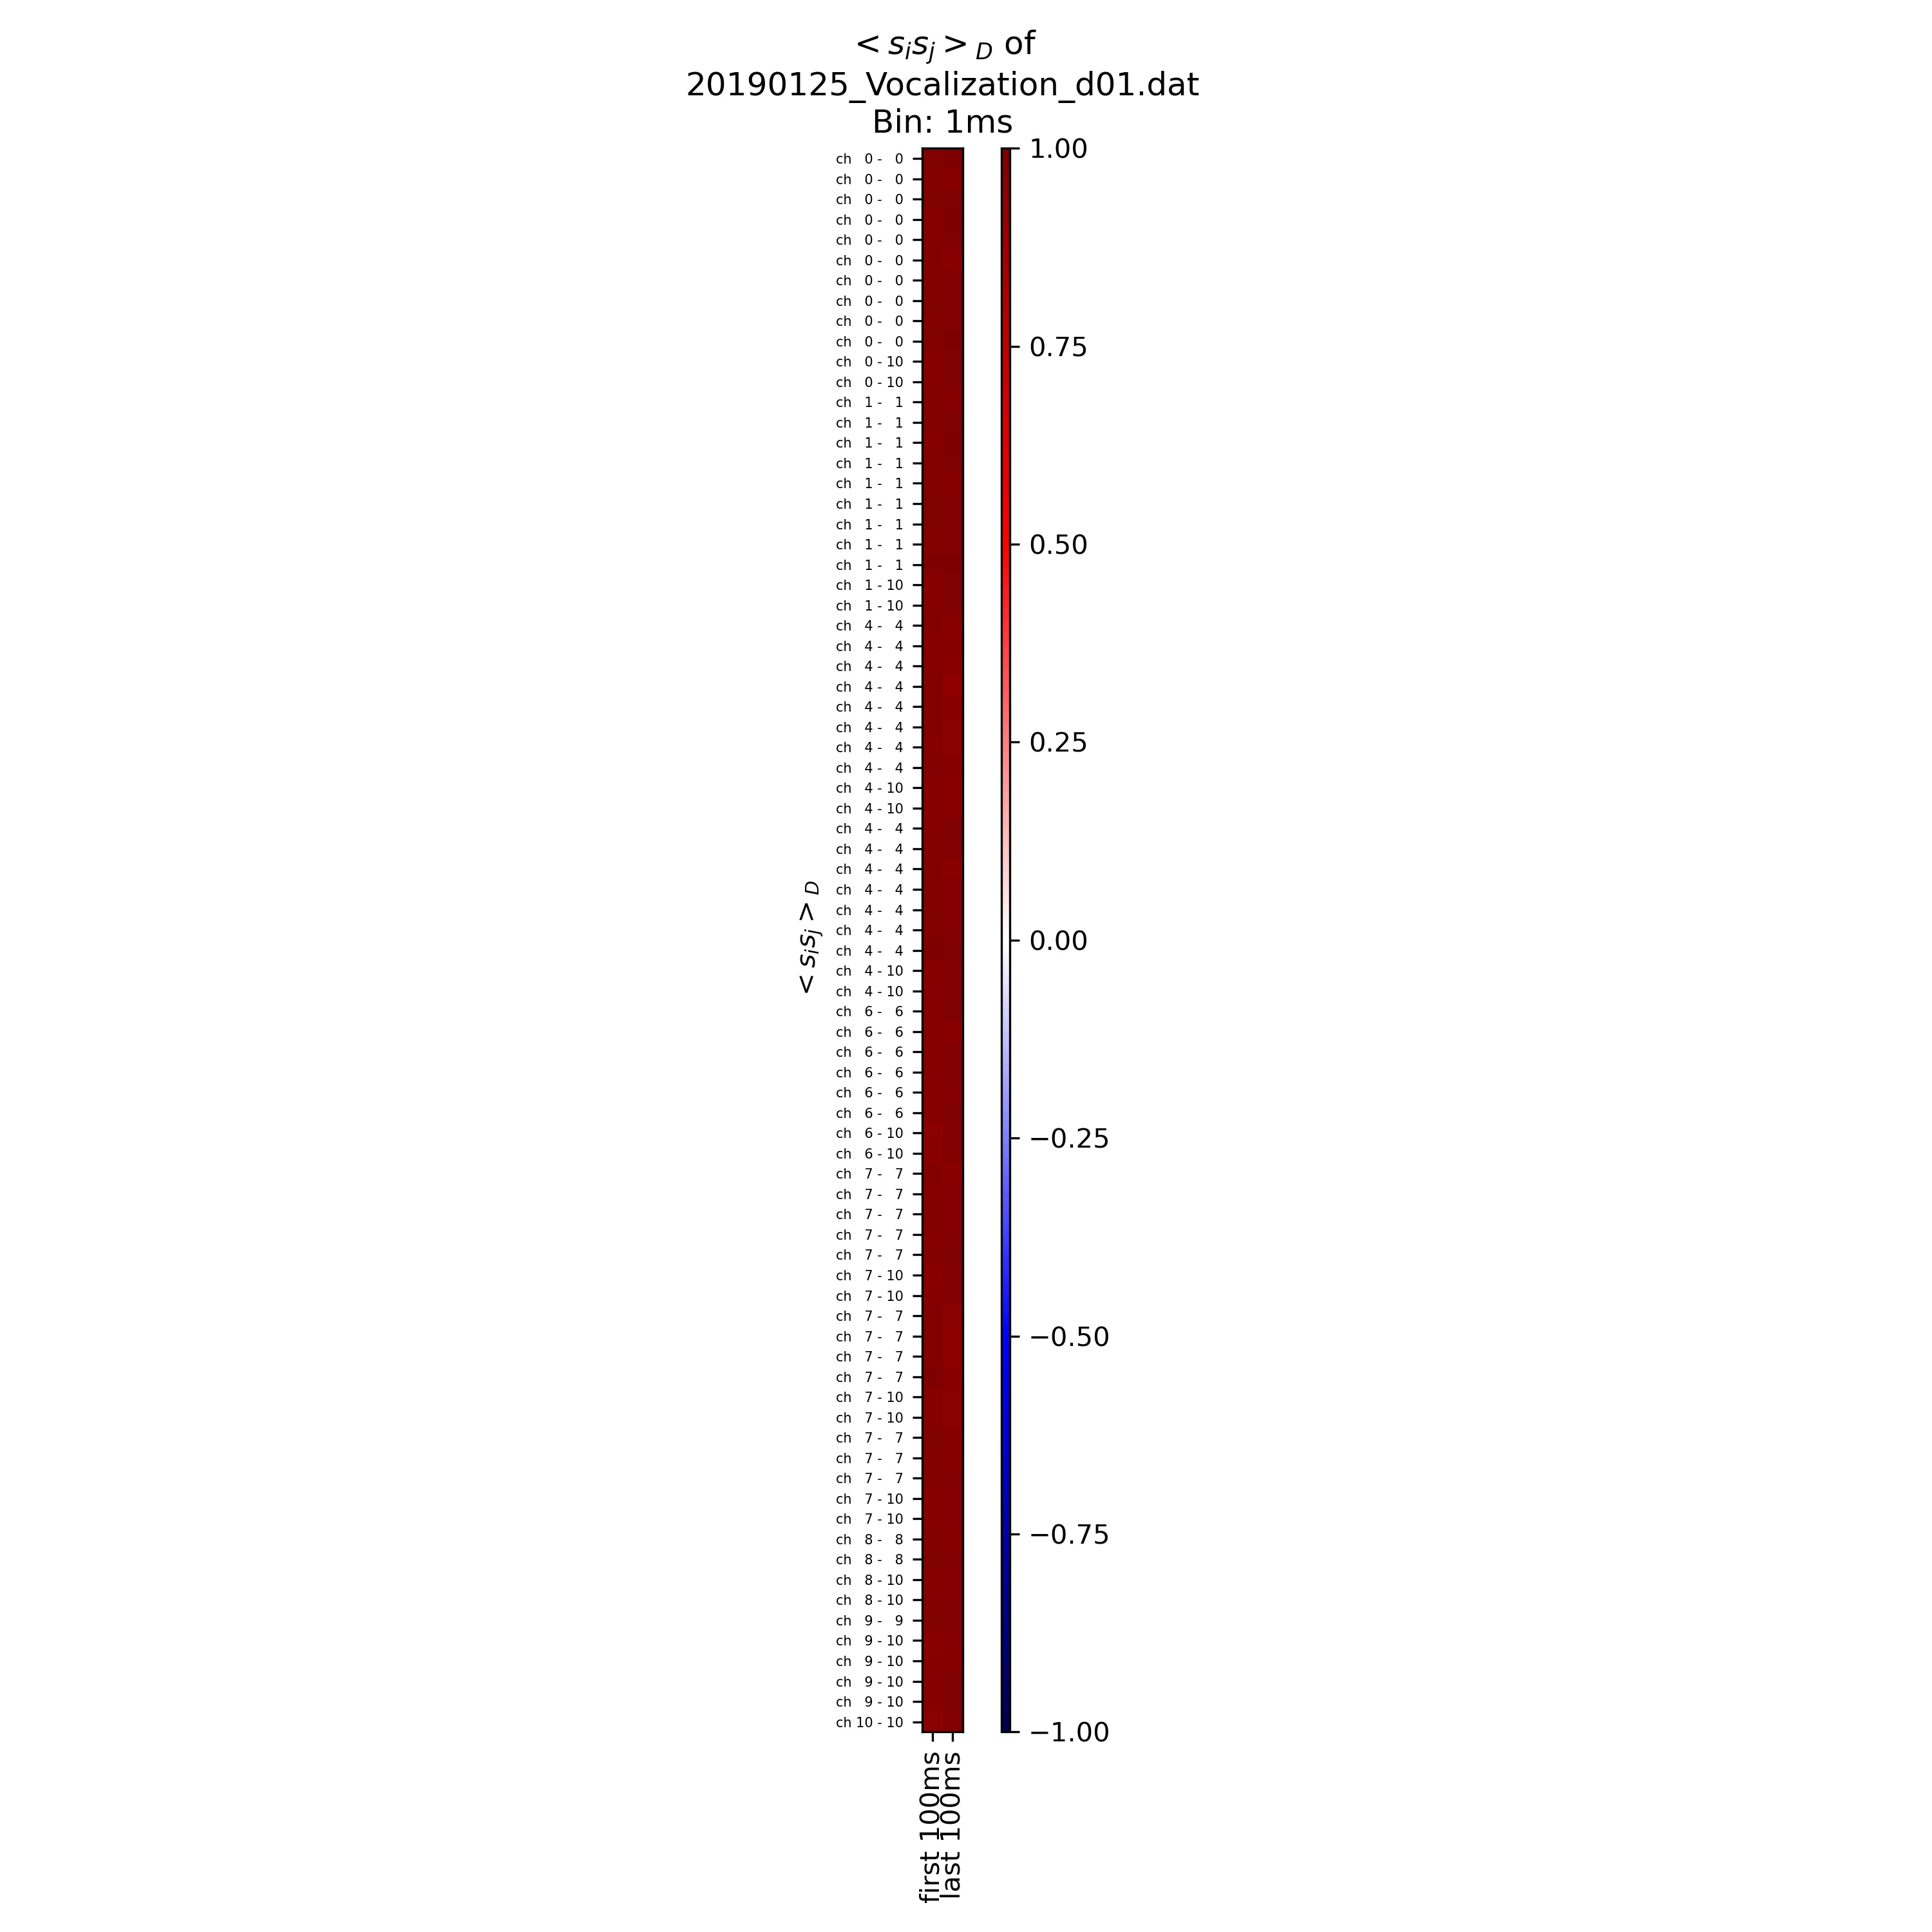 < s_i s_j >_D of
20190125_Vocalization_d01.dat
Bin: 1ms
< s_i s_j >_D
ch 0 - 0
ch 0 - 0
ch 0 - 0
ch 0 - 0
ch 0 - 0
ch 0 - 0
ch 0 - 0
ch 0 - 0
ch 0 - 0
ch 0 - 0
ch 0 - 10
ch 0 - 10
ch 1 - 1
ch 1 - 1
ch 1 - 1
ch 1 - 1
ch 1 - 1
ch 1 - 1
ch 1 - 1
ch 1 - 1
ch 1 - 1
ch 1 - 10
ch 1 - 10
ch 4 - 4
ch 4 - 4
ch 4 - 4
ch 4 - 4
ch 4 - 4
ch 4 - 4
ch 4 - 4
ch 4 - 4
ch 4 - 10
ch 4 - 10
ch 4 - 4
ch 4 - 4
ch 4 - 4
ch 4 - 4
ch 4 - 4
ch 4 - 4
ch 4 - 4
ch 4 - 10
ch 4 - 10
ch 6 - 6
ch 6 - 6
ch 6 - 6
ch 6 - 6
ch 6 - 6
ch 6 - 6
ch 6 - 10
ch 6 - 10
ch 7 - 7
ch 7 - 7
ch 7 - 7
ch 7 - 7
ch 7 - 7
ch 7 - 10
ch 7 - 10
ch 7 - 7
ch 7 - 7
ch 7 - 7
ch 7 - 7
ch 7 - 10
ch 7 - 10
ch 7 - 7
ch 7 - 7
ch 7 - 7
ch 7 - 10
ch 7 - 10
ch 8 - 8
ch 8 - 8
ch 8 - 10
ch 8 - 10
ch 9 - 9
ch 9 - 10
ch 9 - 10
ch 9 - 10
ch 9 - 10
ch 10 - 10
first 100ms
last 100ms
1.00
0.75
0.50
0.25
0.00
−0.25
−0.50
−0.75
−1.00